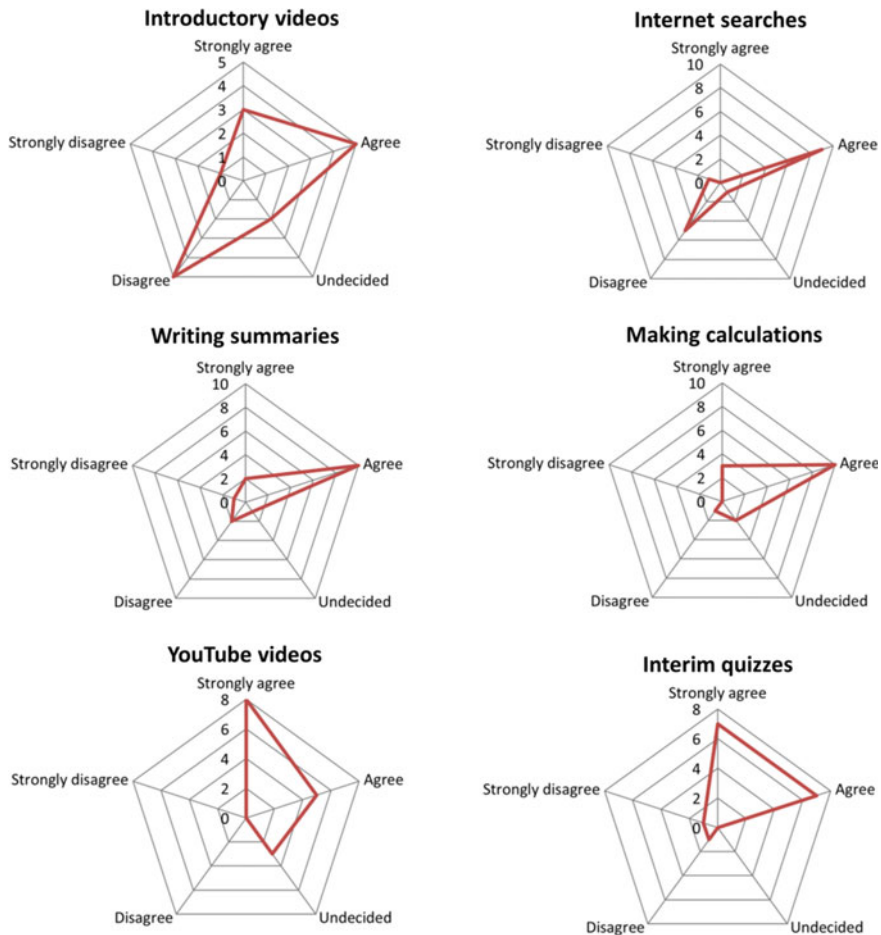 Introductory videos
Strongly agree
5
4
3
2
1
0
Strongly disagree
Agree
Disagree
Undecided
Internet searches
Strongly agree
10
8
6
4
2
0
Strongly disagree
Agree
Disagree
Undecided
Writing summaries
Strongly agree
10
8
6
4
2
0
Strongly disagree
Agree
Disagree
Undecided
Making calculations
Strongly agree
10
8
6
4
2
0
Strongly disagree
Agree
Disagree
Undecided
YouTube videos
Strongly agree
8
6
4
2
0
Strongly disagree
Agree
Disagree
Undecided
Interim quizzes
Strongly agree
8
6
4
2
0
Strongly disagree
Agree
Disagree
Undecided